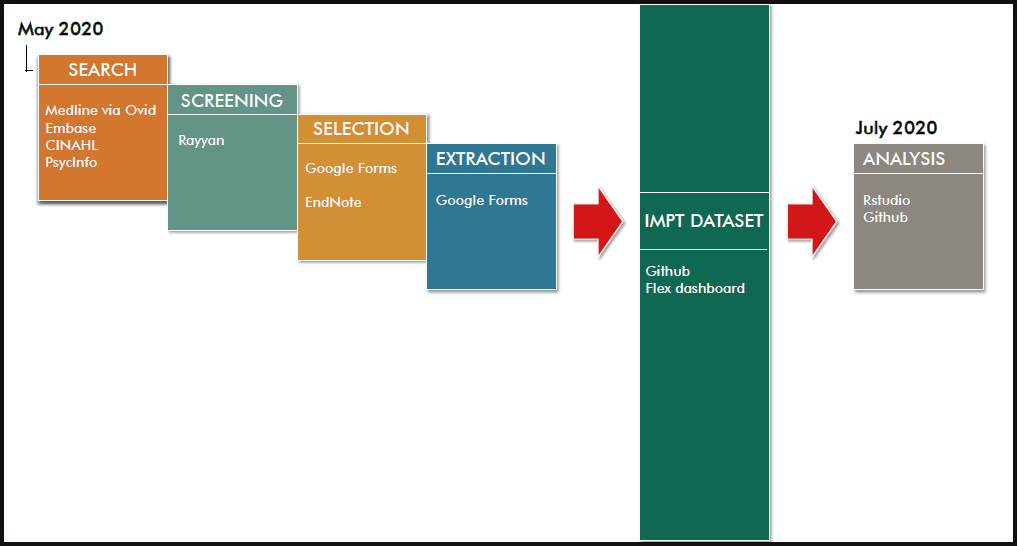 May 2020
SEARCH
Medline via Ovid
Embase
CINAHL
PsycInfo
SCREENING
Rayyan
SELECTION
Google Forms
EndNote
EXTRACTION
Google Forms
IMPT DATASET
Github
Flex dashboard
July 2020
ANALYSIS
Rstudio
Github